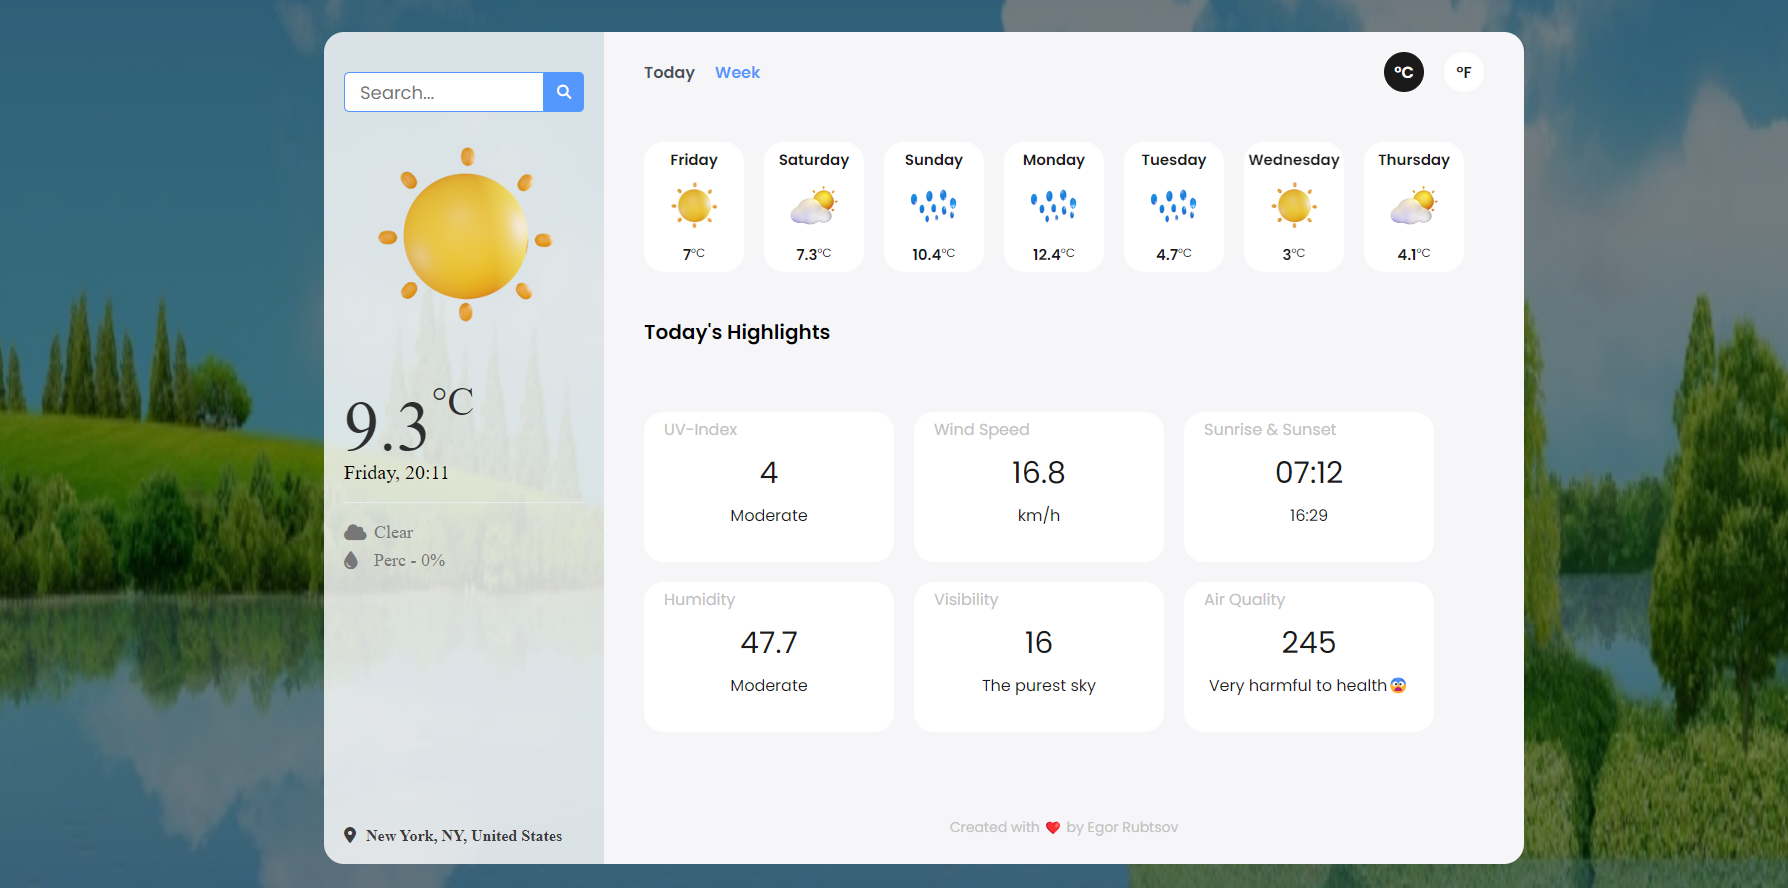 Search...
9.3°C
Friday, 20:11
Clear
Perc - 0%
New York, NY, United States
Today Week
°C °F
Friday Saturday Sunday Monday Tuesday Wednesday Thursday
7°C 7.3°C 10.4°C 12.4°C 4.7°C 3°C 4.1°C
Today's Highlights
UV-Index
4
Moderate
Wind Speed
16.8
km/h
Sunrise & Sunset
07:12
16:29
Humidity
47.7
Moderate
Visibility
16
The purest sky
Air Quality
245
Very harmful to health😨
Created with ❤️ by Egor Rubtsov